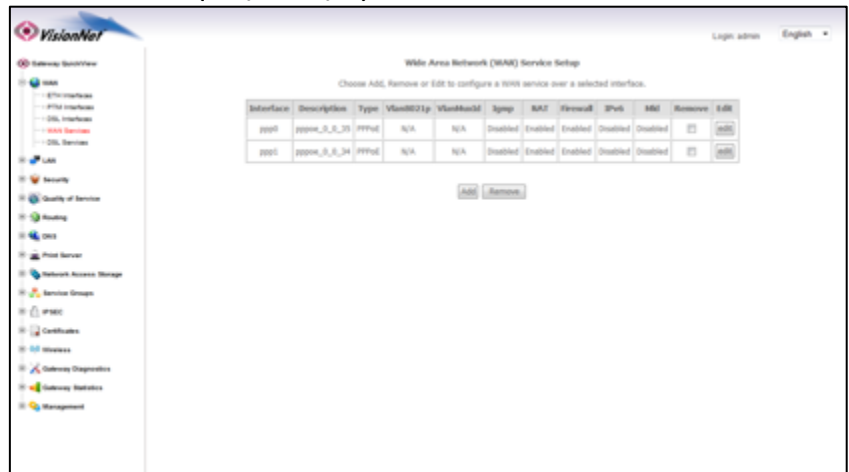 VisionNet
Login: admin
English
Gateway QuickView
WAN
ETH Interfaces
PTM Interfaces
DSL Interfaces
WAN Services
DSL Services
LAN
Security
Quality of Service
Routing
DNS
Print Server
Network Access Storage
Service Groups
IPSEC
Certificates
Wireless
Gateway Diagnostics
Gateway Statistics
Management
Wide Area Network (WAN) Service Setup
Choose Add, Remove or Edit to configure a WAN service over a selected interface.
Interface Description Type Vlan8021p VlanMuxId Igmp NAT Firewall IPv6 Mld Remove Edit
ppp0 pppoe_0_0_35 PPPoE N/A N/A Disabled Enabled Enabled Disabled Disabled edit
ppp1 pppoe_0_0_34 PPPoE N/A N/A Disabled Enabled Enabled Disabled Disabled edit
Add Remove